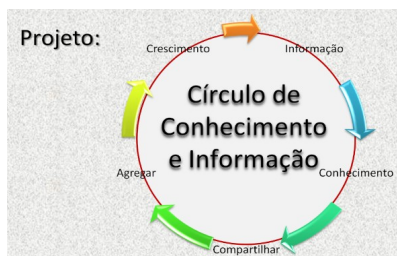 Projeto:
Crescimento
Informação
Círculo de
Conhecimento
e Informação
Agregar
Conhecimento
Compartilhar